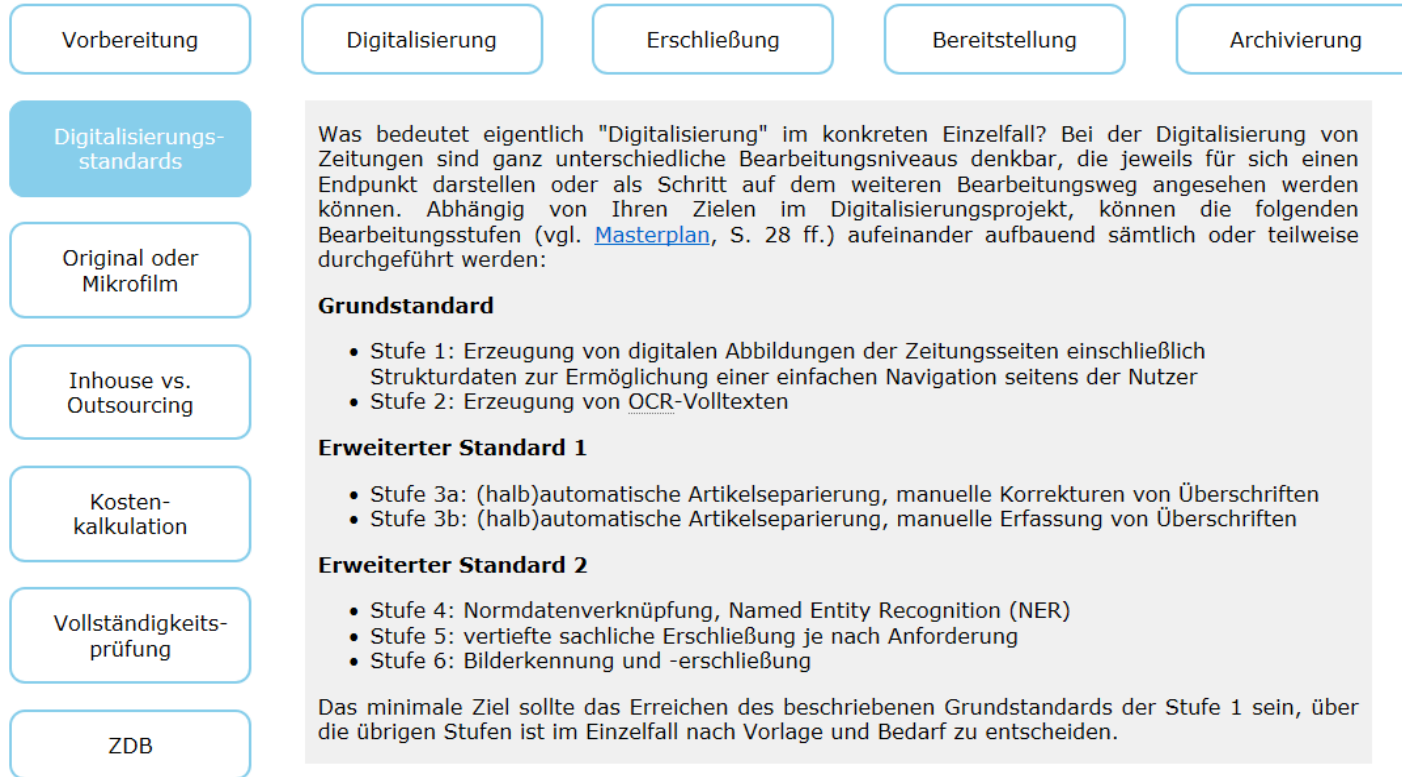 Vorbereitung
Digitalisierung
Erschließung
Bereitstellung
Archivierung
Digitalisierungs-
standards
Original oder
Mikrofilm
Inhouse vs.
Outsourcing
Kosten-
kalkulation
Vollständigkeits-
prüfung
ZDB
Was bedeutet eigentlich "Digitalisierung" im konkreten Einzelfall? Bei der Digitalisierung von
Zeitungen sind ganz unterschiedliche Bearbeitungsniveaus denkbar, die jeweils für sich einen
Endpunkt darstellen oder als Schritt auf dem weiteren Bearbeitungsweg angesehen werden
können. Abhängig von Ihren Zielen im Digitalisierungsprojekt, können die folgenden
Bearbeitungsstufen (vgl. Masterplan, S. 28 ff.) aufeinander aufbauend sämtlich oder teilweise
durchgeführt werden:
Grundstandard
• Stufe 1: Erzeugung von digitalen Abbildungen der Zeitungsseiten einschließlich
Strukturdaten zur Ermöglichung einer einfachen Navigation seitens der Nutzer
• Stufe 2: Erzeugung von OCR-Volltexten
Erweiterter Standard 1
• Stufe 3a: (halb)automatische Artikelseparierung, manuelle Korrekturen von Überschriften
• Stufe 3b: (halb)automatische Artikelseparierung, manuelle Erfassung von Überschriften
Erweiterter Standard 2
• Stufe 4: Normdatenverknüpfung, Named Entity Recognition (NER)
• Stufe 5: vertiefte sachliche Erschließung je nach Anforderung
• Stufe 6: Bilderkennung und -erschließung
Das minimale Ziel sollte das Erreichen des beschriebenen Grundstandards der Stufe 1 sein, über
die übrigen Stufen ist im Einzelfall nach Vorlage und Bedarf zu entscheiden.